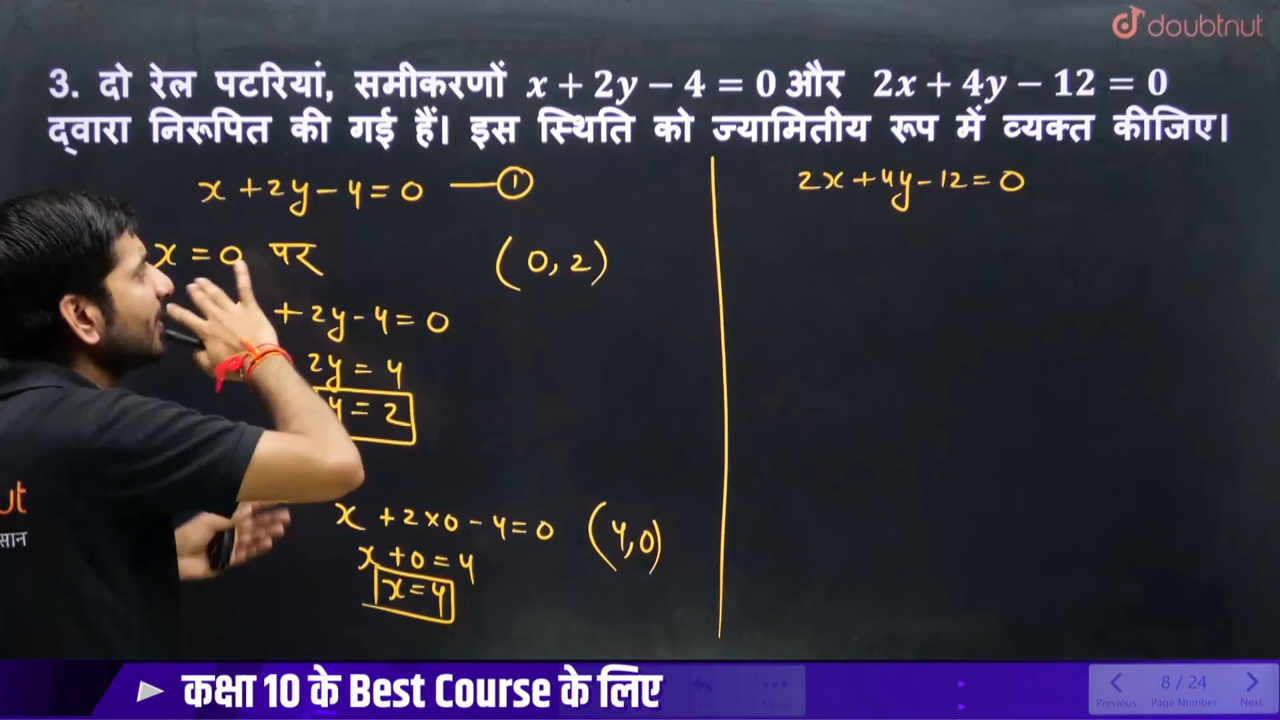 doubtnut
3. दो रेल पटरियां, समीकरणों x + 2y − 4 = 0 और 2x + 4y − 12 = 0
द्वारा निरूपित की गई हैं। इस स्थिति को ज्यामितीय रूप में व्यक्त कीजिए।
x + 2y - 4 = 0 — ①
x = 0 पर (0, 2)
+ 2y - 4 = 0
2y = 4
y = 2
x + 2×0 - 4 = 0 (4,0)
x + 0 = 4
x = 4
2x + 4y - 12 = 0
ut
सान
कक्षा 10 के Best Course के लिए
8 / 24
Previous Page Number Next